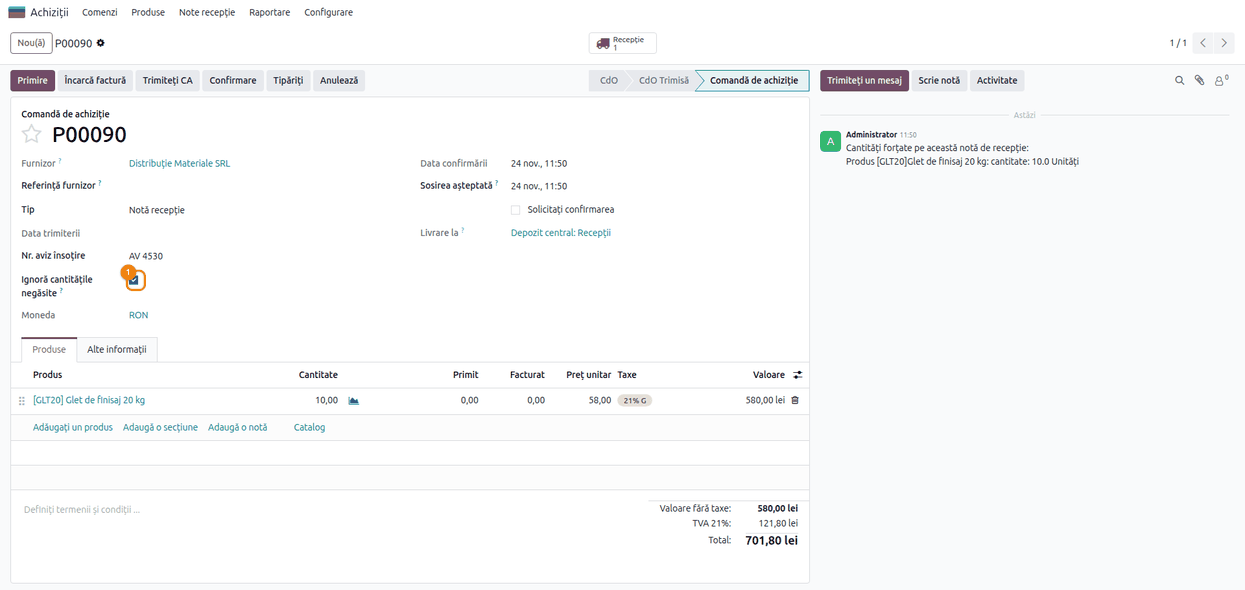 Achiziții Comenzi Produse Note recepție Raportare Configurare
Nou(ă) P00090 Recepție 1 1 / 1
Primire Încarcă factură Trimiteți CA Confirmare Tipăriți Anulează CdO CdO Trimisă Comandă de achiziție Trimiteți un mesaj Scrie notă Activitate 0
Comandă de achiziție
P00090
Furnizor ? Distribuție Materiale SRL
Referință furnizor ?
Tip Notă recepție
Data trimiterii
Nr. aviz însoțire AV 4530
Ignoră cantitățile negăsite ? 1
Moneda RON
Data confirmării 24 nov., 11:50
Sosirea așteptată ? 24 nov., 11:50
Solicitați confirmarea
Livrare la ? Depozit central: Recepții
Astăzi
A Administrator 11:50
Cantități forțate pe această notă de recepție:
Produs [GLT20]Glet de finisaj 20 kg: cantitate: 10.0 Unități
Produse Alte informații
Produs Cantitate Primit Facturat Preț unitar Taxe Valoare
[GLT20] Glet de finisaj 20 kg 10,00 0,00 0,00 58,00 21% G 580,00 lei
Adăugați un produs Adaugă o secțiune Adaugă o notă Catalog
Definiți termenii și condiții ...
Valoare fără taxe: 580,00 lei
TVA 21%: 121,80 lei
Total: 701,80 lei